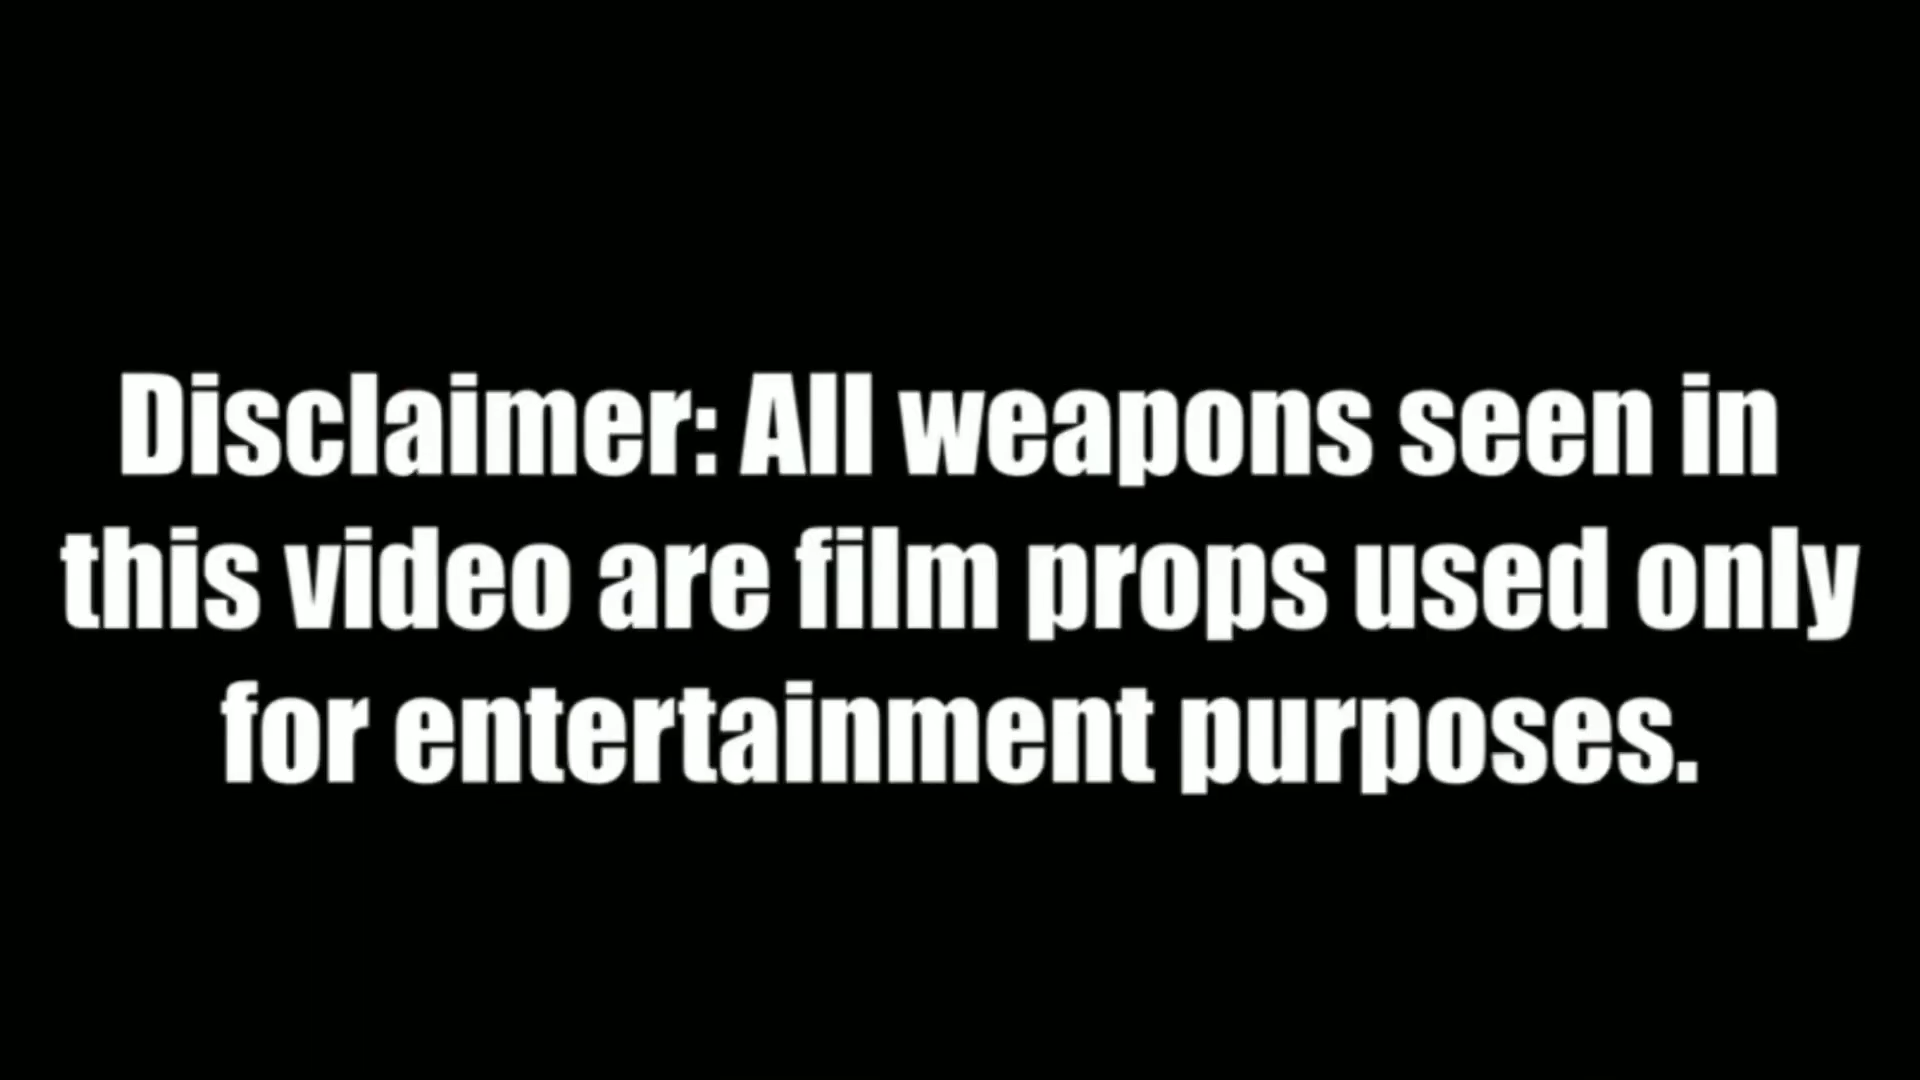 Disclaimer: All weapons seen in
this video are film props used only
for entertainment purposes.